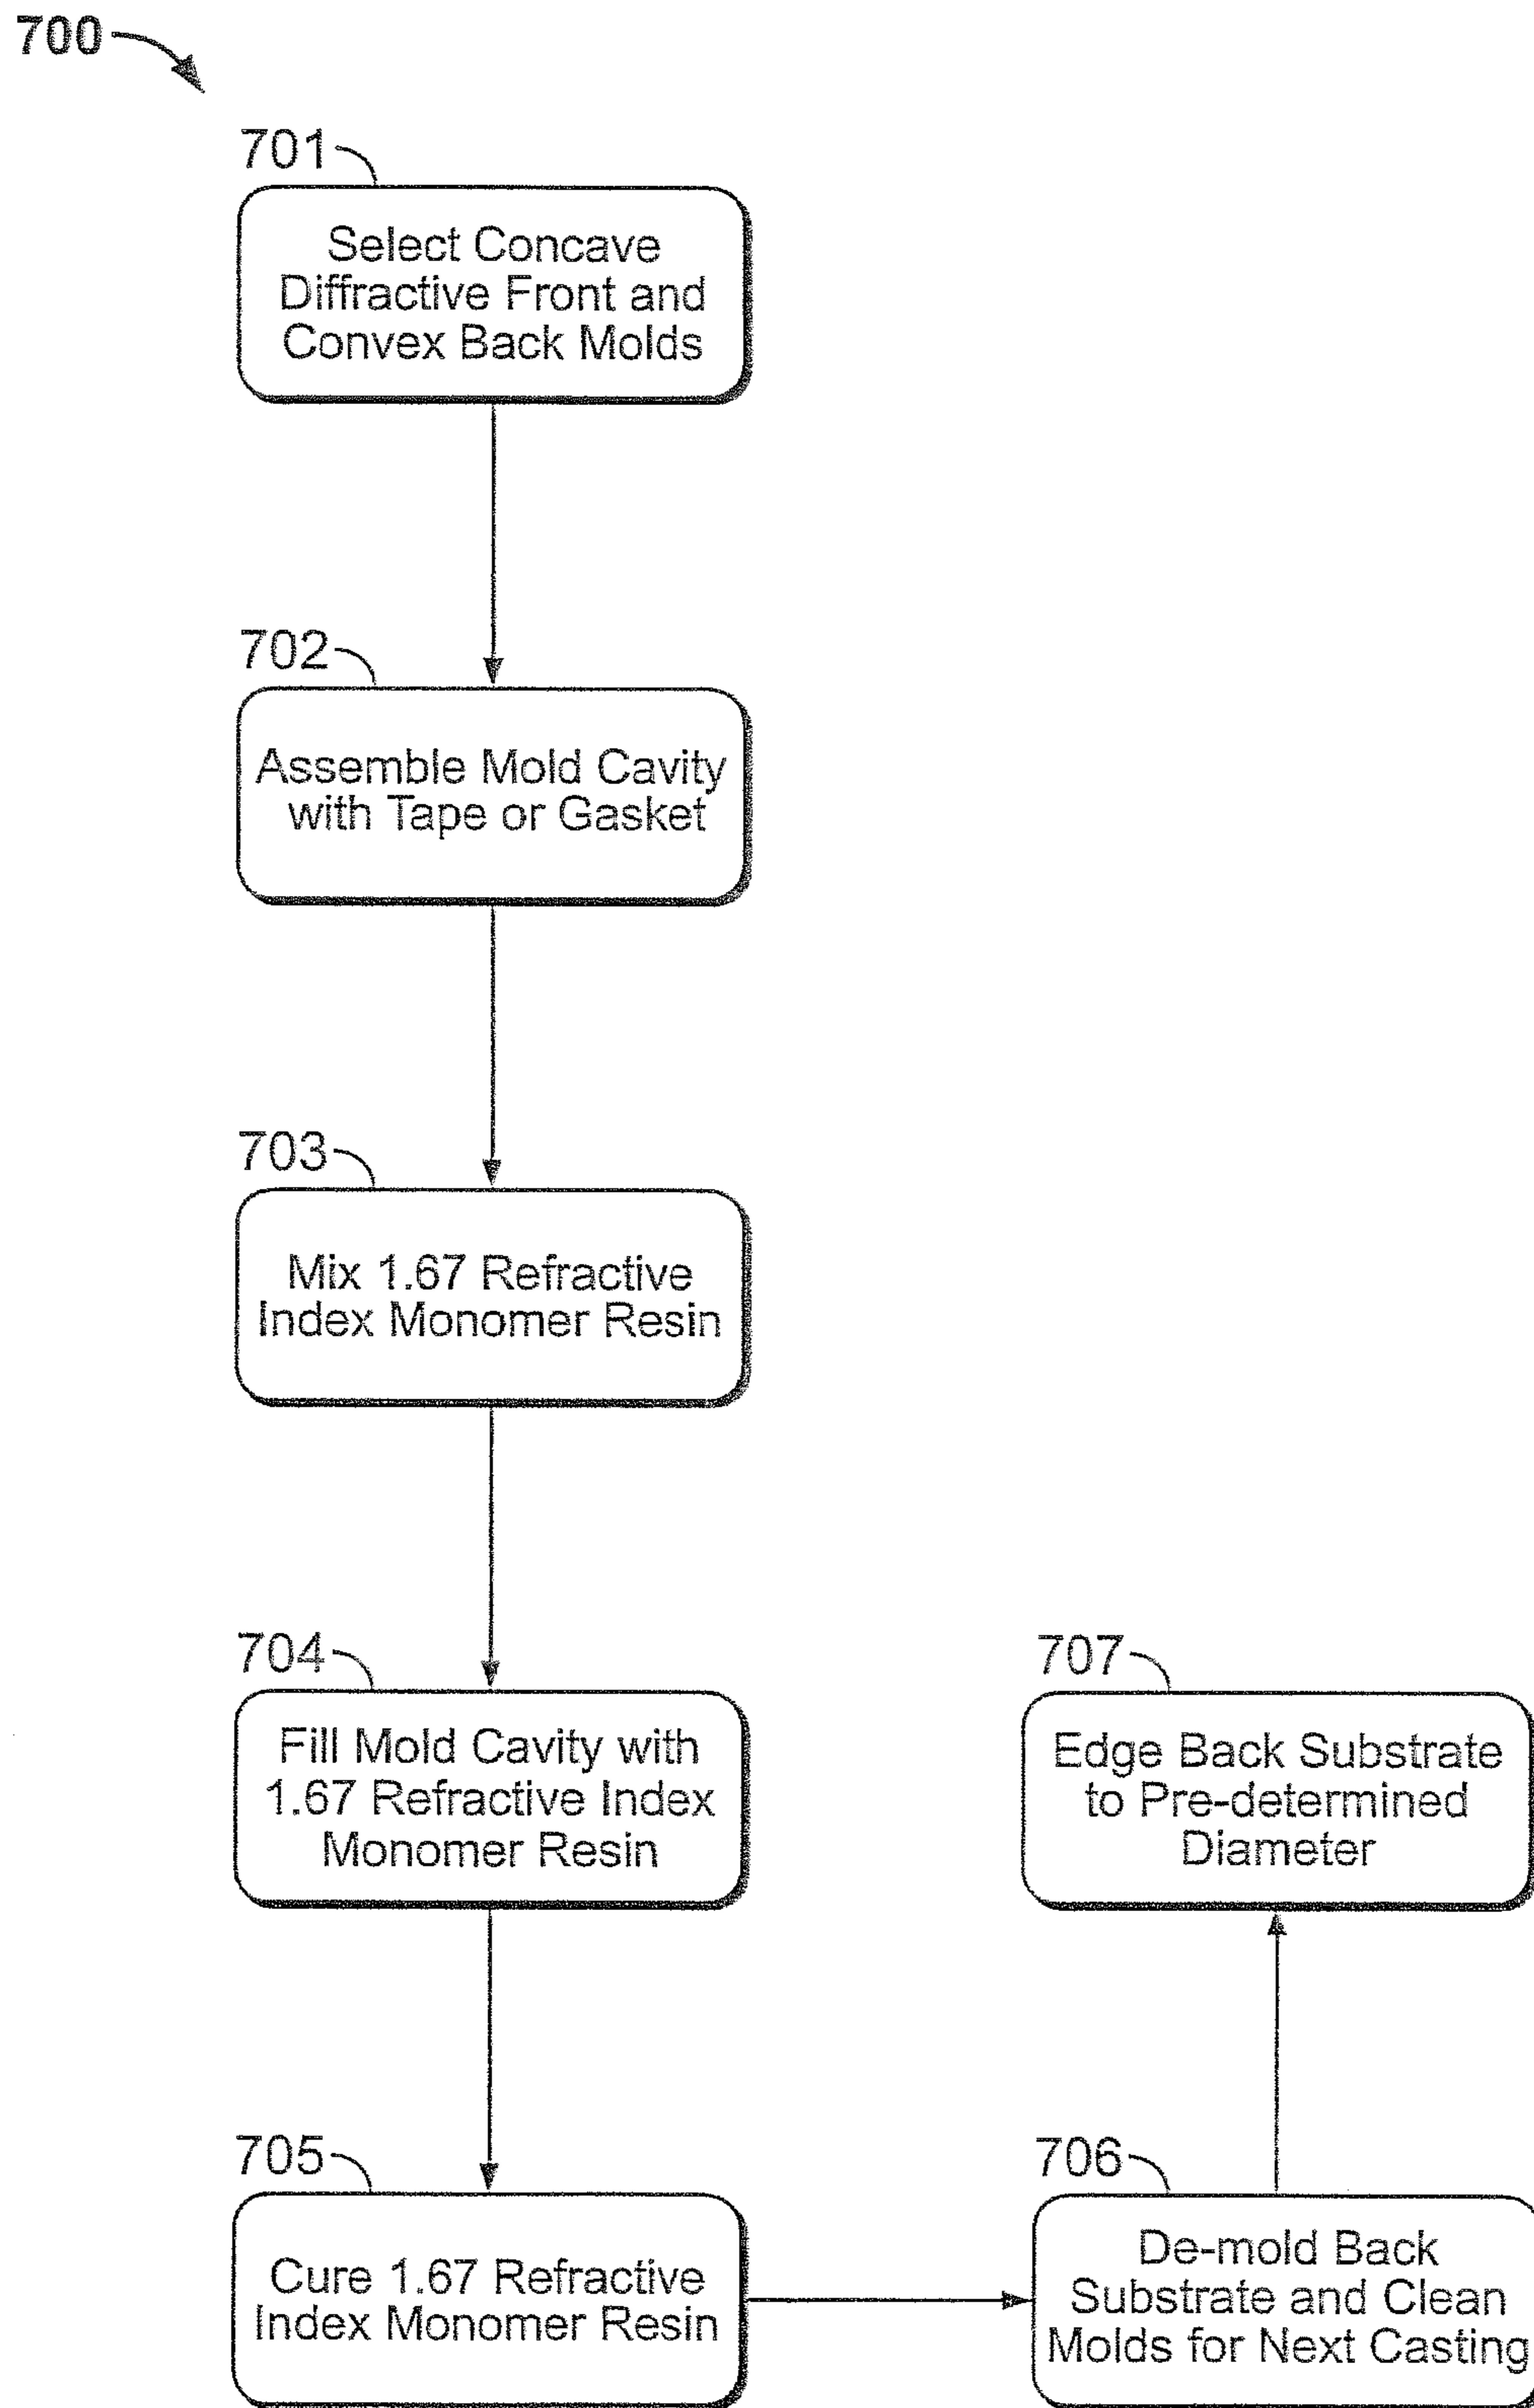 700
701
Select Concave
Diffractive Front and
Convex Back Molds
702
Assemble Mold Cavity
with Tape or Gasket
703
Mix 1.67 Refractive
Index Monomer Resin
704
Fill Mold Cavity with
1.67 Refractive Index
Monomer Resin
705
Cure 1.67 Refractive
Index Monomer Resin
706
De-mold Back
Substrate and Clean
Molds for Next Casting
707
Edge Back Substrate
to Pre-determined
Diameter